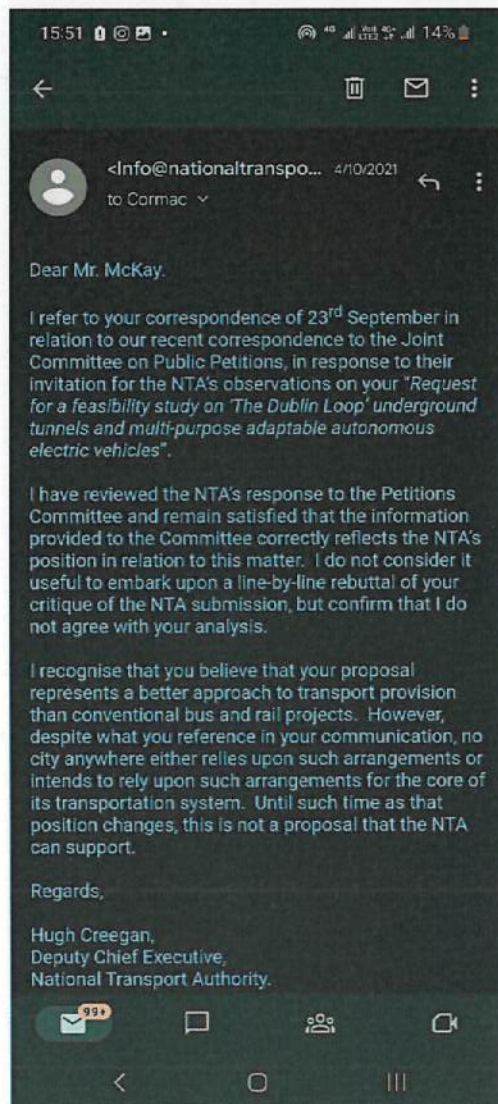 15:51
4G Voll LTE2 4G+ 14%
<Info@nationaltranspo... 4/10/2021
to Cormac
Dear Mr. McKay.
I refer to your correspondence of 23rd September in
relation to our recent correspondence to the Joint
Committee on Public Petitions, in response to their
invitation for the NTA's observations on your "Request
for a feasibility study on 'The Dublin Loop' underground
tunnels and multi-purpose adaptable autonomous
electric vehicles".
I have reviewed the NTA's response to the Petitions
Committee and remain satisfied that the information
provided to the Committee correctly reflects the NTA's
position in relation to this matter. I do not consider it
useful to embark upon a line-by-line rebuttal of your
critique of the NTA submission, but confirm that I do
not agree with your analysis.
I recognise that you believe that your proposal
represents a better approach to transport provision
than conventional bus and rail projects. However,
despite what you reference in your communication, no
city anywhere either relies upon such arrangements or
intends to rely upon such arrangements for the core of
its transportation system. Until such time as that
position changes, this is not a proposal that the NTA
can support.
Regards,
Hugh Creegan,
Deputy Chief Executive,
National Transport Authority.
99+